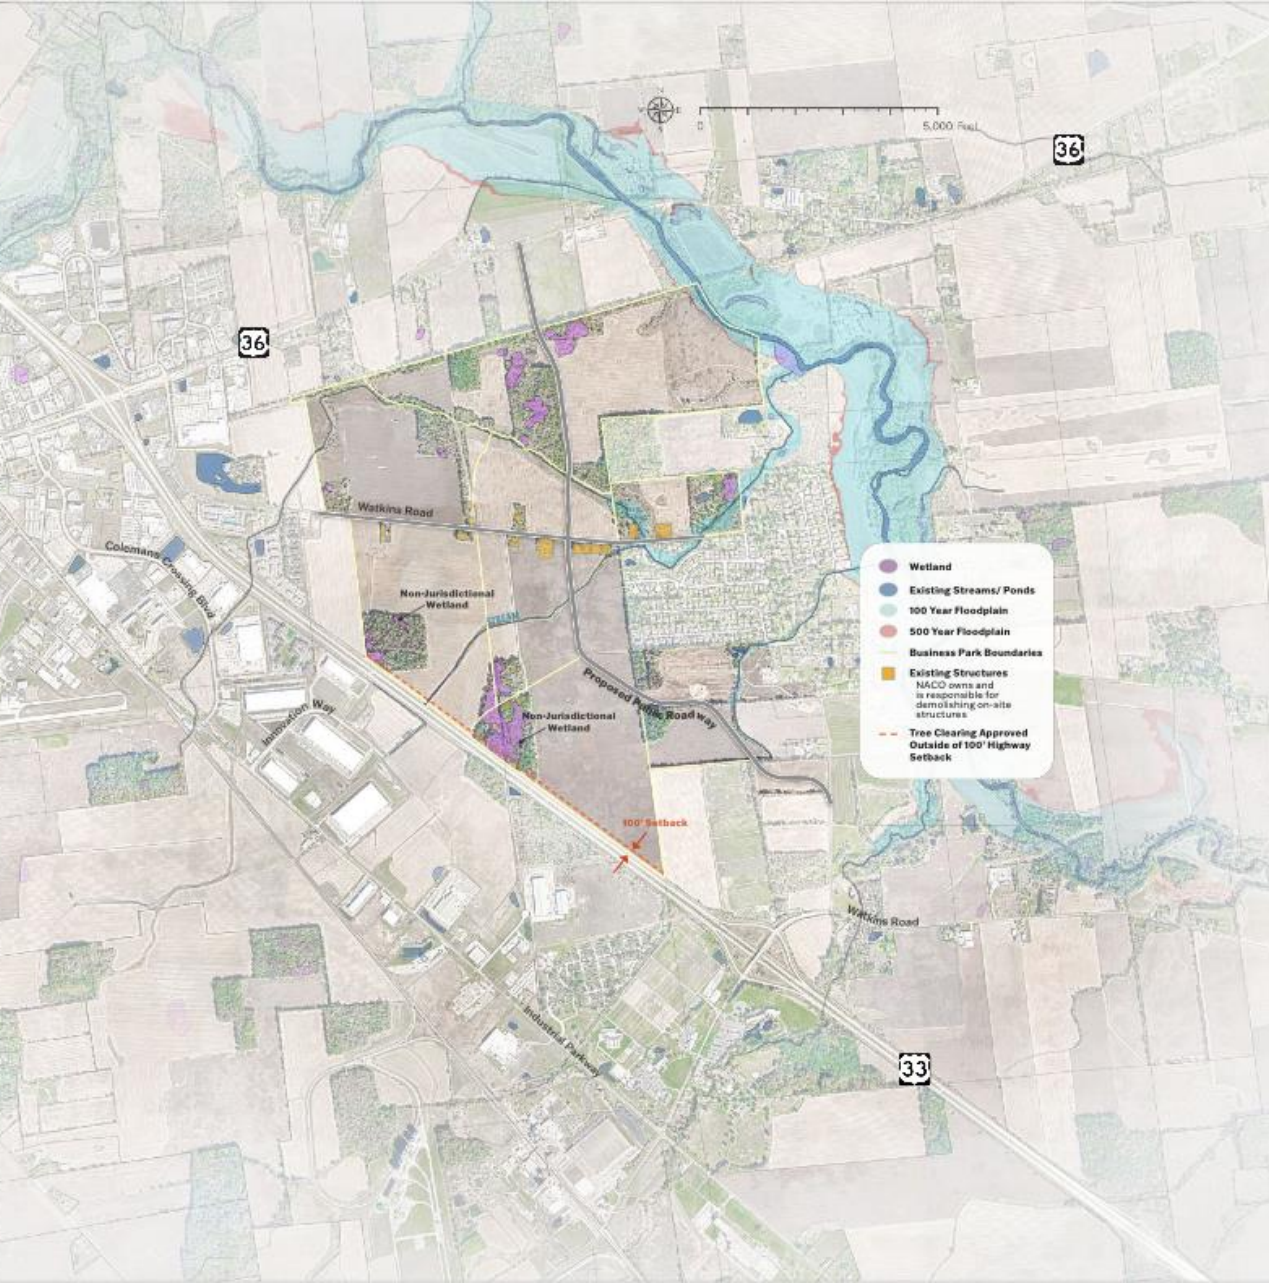 N
W
E
S
0
5,000 Feet
36
36
Watkins Road
Colemans Crossing Blvd
Non-Jurisdictional
Wetland
Wetland
Existing Streams/ Ponds
100 Year Floodplain
500 Year Floodplain
Business Park Boundaries
Existing Structures
NACO owns and
is responsible for
demolishing on-site
structures
Tree Clearing Approved
Outside of 100' Highway
Setback
Proposed Public Road way
Innovation Way
Non-Jurisdictional
Wetland
100' Setback
Watkins Road
Industrial Parkway
33